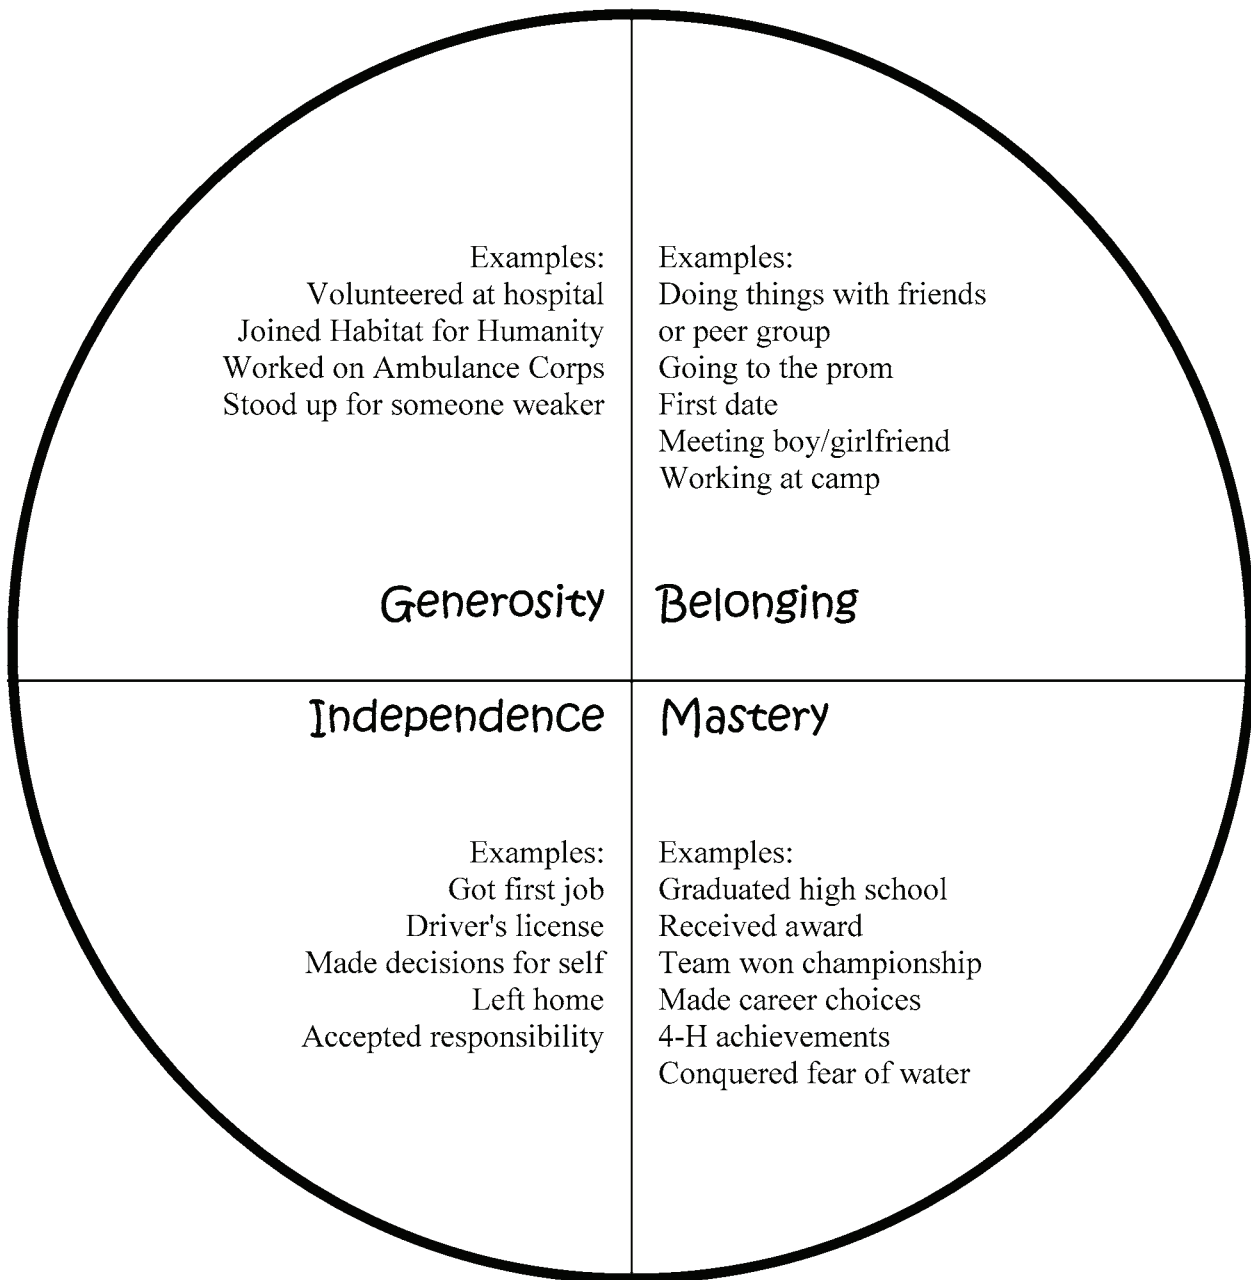 Examples:
Volunteered at hospital
Joined Habitat for Humanity
Worked on Ambulance Corps
Stood up for someone weaker
Generosity
Examples:
Doing things with friends
or peer group
Going to the prom
First date
Meeting boy/girlfriend
Working at camp
Belonging
Independence
Examples:
Got first job
Driver's license
Made decisions for self
Left home
Accepted responsibility
Mastery
Examples:
Graduated high school
Received award
Team won championship
Made career choices
4-H achievements
Conquered fear of water